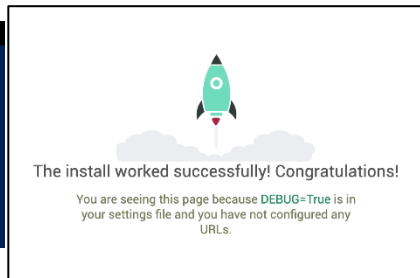 The install worked successfully! Congratulations!
You are seeing this page because DEBUG=True is in
your settings file and you have not configured any
URLs.